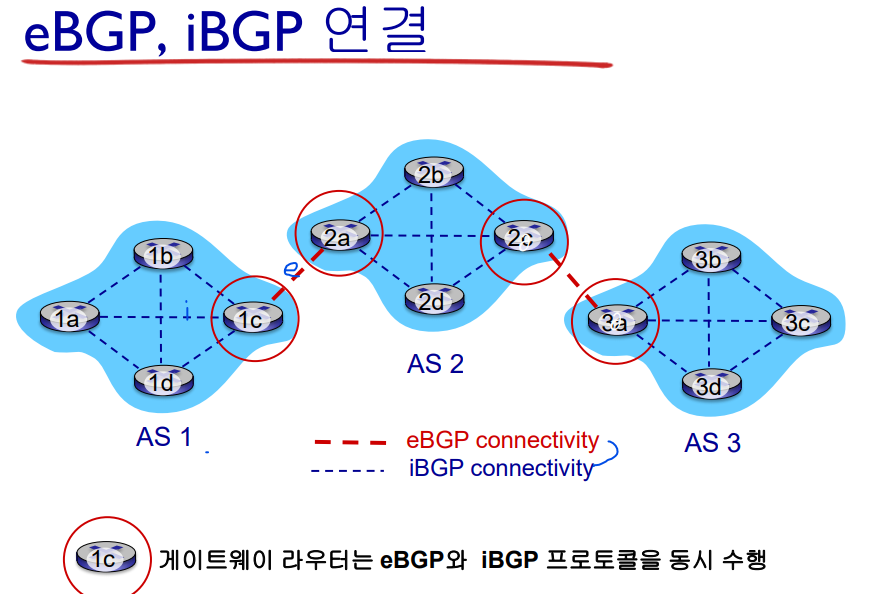 eBGP, iBGP 연결
2b
2a
2c
2d
e
1b
1a
i
1c
1d
AS 1
AS 2
3b
3a
3c
3d
AS 3
eBGP connectivity
iBGP connectivity
1c
게이트웨이 라우터는 eBGP와 iBGP 프로토콜을 동시 수행